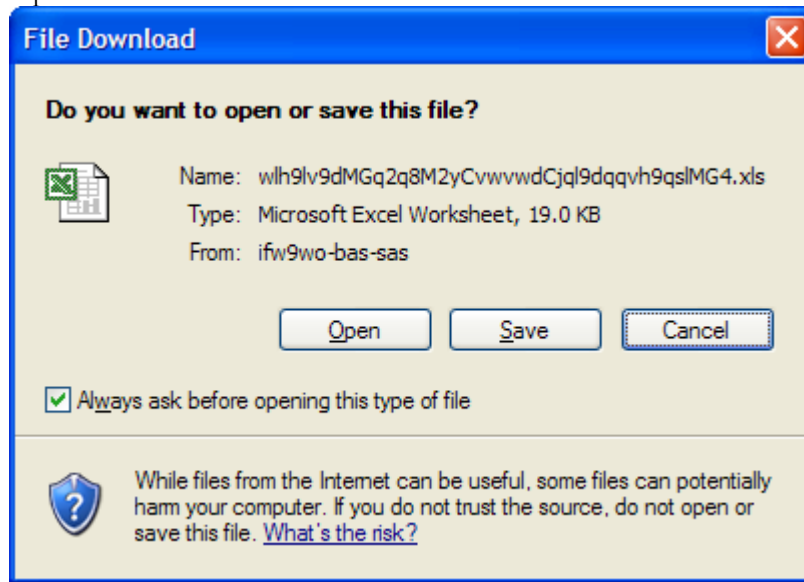 File Download
Do you want to open or save this file?
Name: wlh9lv9dMGq2q8M2yCvwvwdCjql9dqqvh9qslMG4.xls
Type: Microsoft Excel Worksheet, 19.0 KB
From: ifw9wo-bas-sas
Open Save Cancel
Always ask before opening this type of file
While files from the Internet can be useful, some files can potentially
harm your computer. If you do not trust the source, do not open or
save this file. What's the risk?